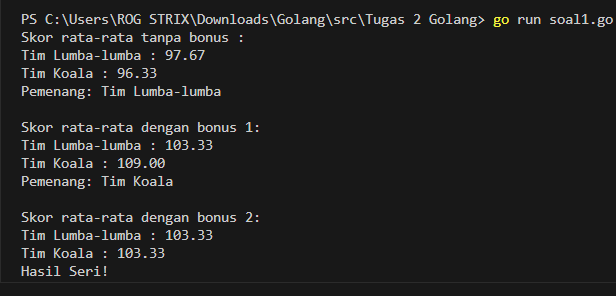 PS C:\Users\ROG STRIX\Downloads\Golang\src\Tugas 2 Golang> go run soal1.go
Skor rata-rata tanpa bonus :
Tim Lumba-lumba : 97.67
Tim Koala : 96.33
Pemenang: Tim Lumba-lumba

Skor rata-rata dengan bonus 1:
Tim Lumba-lumba : 103.33
Tim Koala : 109.00
Pemenang: Tim Koala

Skor rata-rata dengan bonus 2:
Tim Lumba-lumba : 103.33
Tim Koala : 103.33
Hasil Seri!